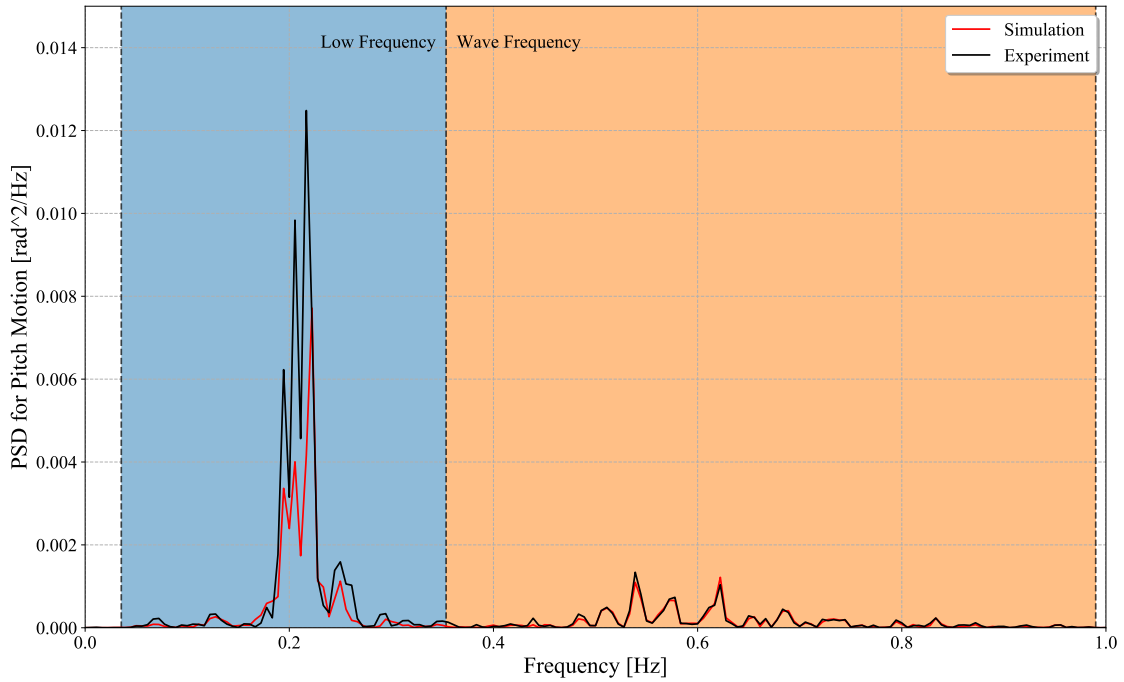 Low Frequency
Wave Frequency
Simulation
Experiment
0.014
0.012
0.010
0.008
0.006
0.004
0.002
0.000
PSD for Pitch Motion [rad^2/Hz]
0.0
0.2
0.4
0.6
0.8
1.0
Frequency [Hz]